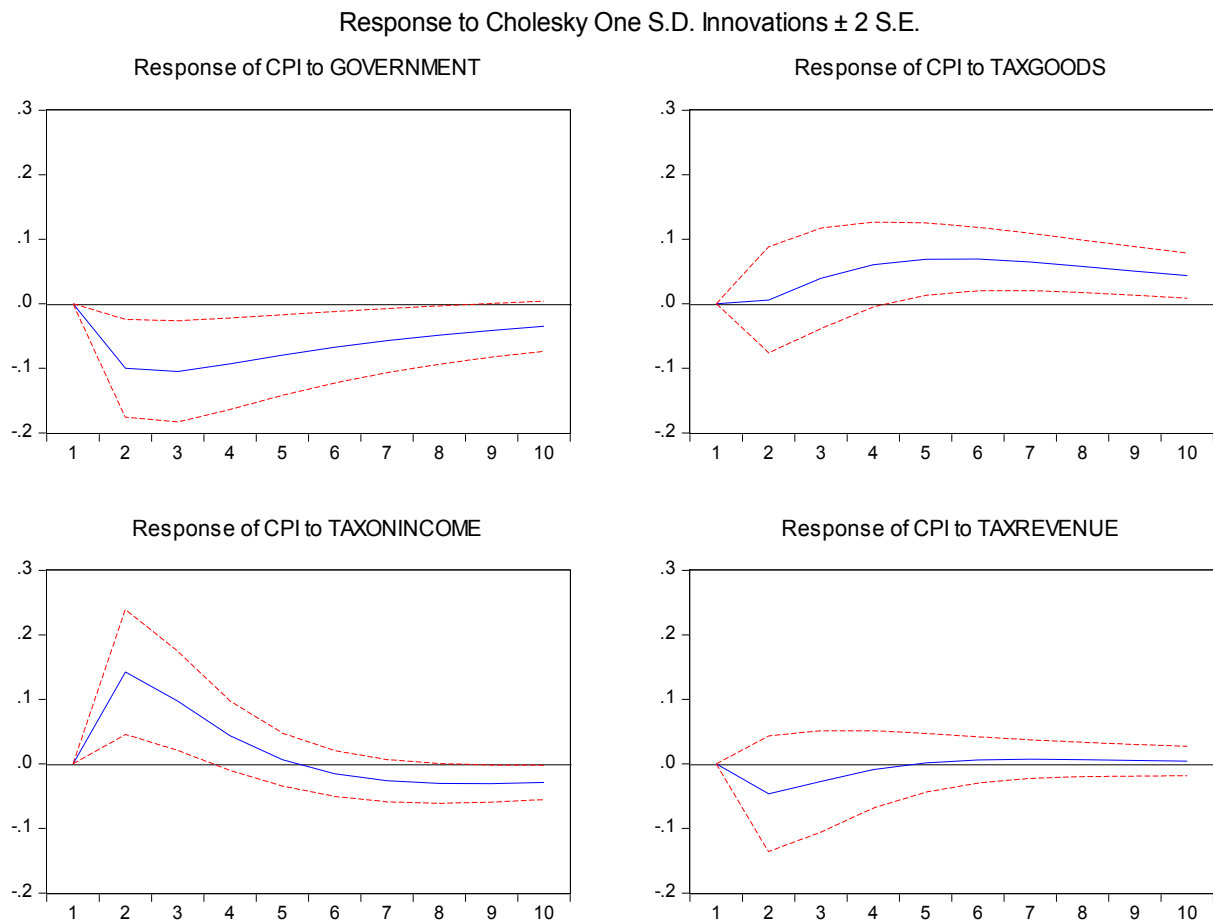 Response to Cholesky One S.D. Innovations ± 2 S.E.
Response of CPI to GOVERNMENT
.3
.2
.1
.0
-.1
-.2
1 2 3 4 5 6 7 8 9 10
Response of CPI to TAXGOODS
.3
.2
.1
.0
-.1
-.2
1 2 3 4 5 6 7 8 9 10
Response of CPI to TAXONINCOME
.3
.2
.1
.0
-.1
-.2
1 2 3 4 5 6 7 8 9 10
Response of CPI to TAXREVENUE
.3
.2
.1
.0
-.1
-.2
1 2 3 4 5 6 7 8 9 10